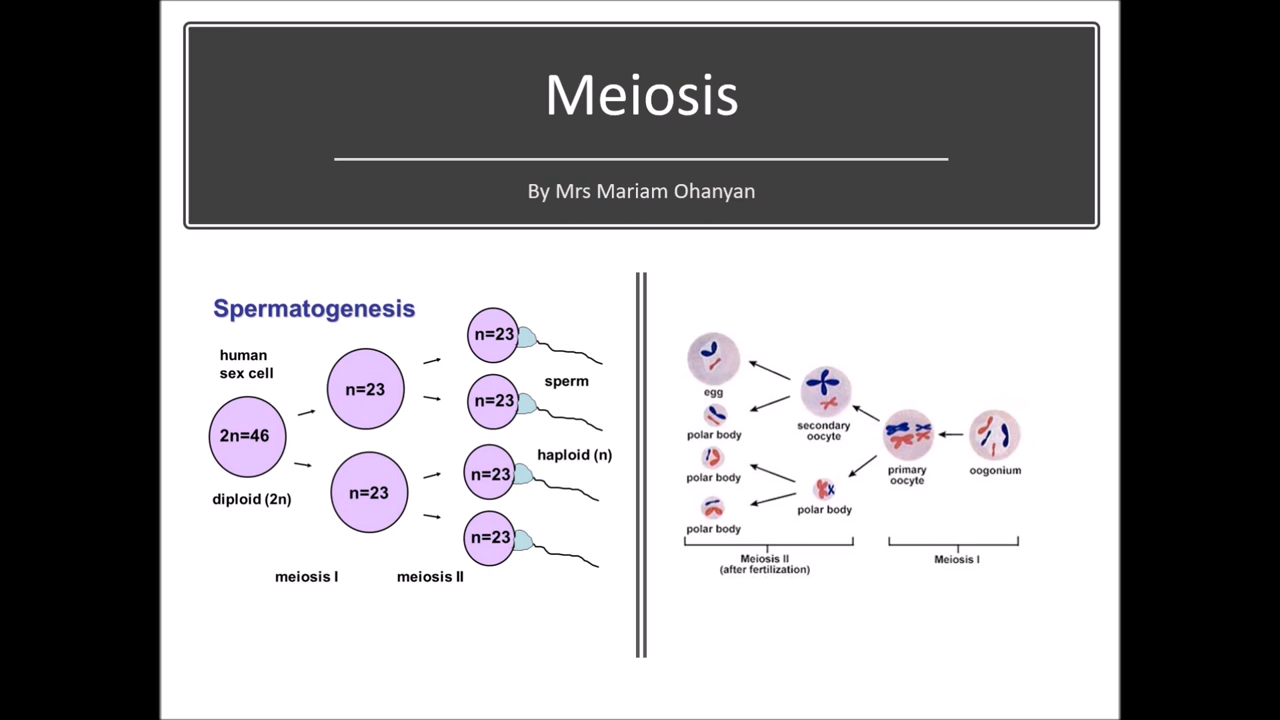 Meiosis
By Mrs Mariam Ohanyan
Spermatogenesis
human
sex cell
2n=46
diploid (2n)
n=23
n=23
n=23
n=23
n=23
n=23
sperm
haploid (n)
meiosis I
meiosis II
egg
polar body
polar body
polar body
secondary
oocyte
polar body
primary
oocyte
oogonium
Meiosis II
(after fertilization)
Meiosis I